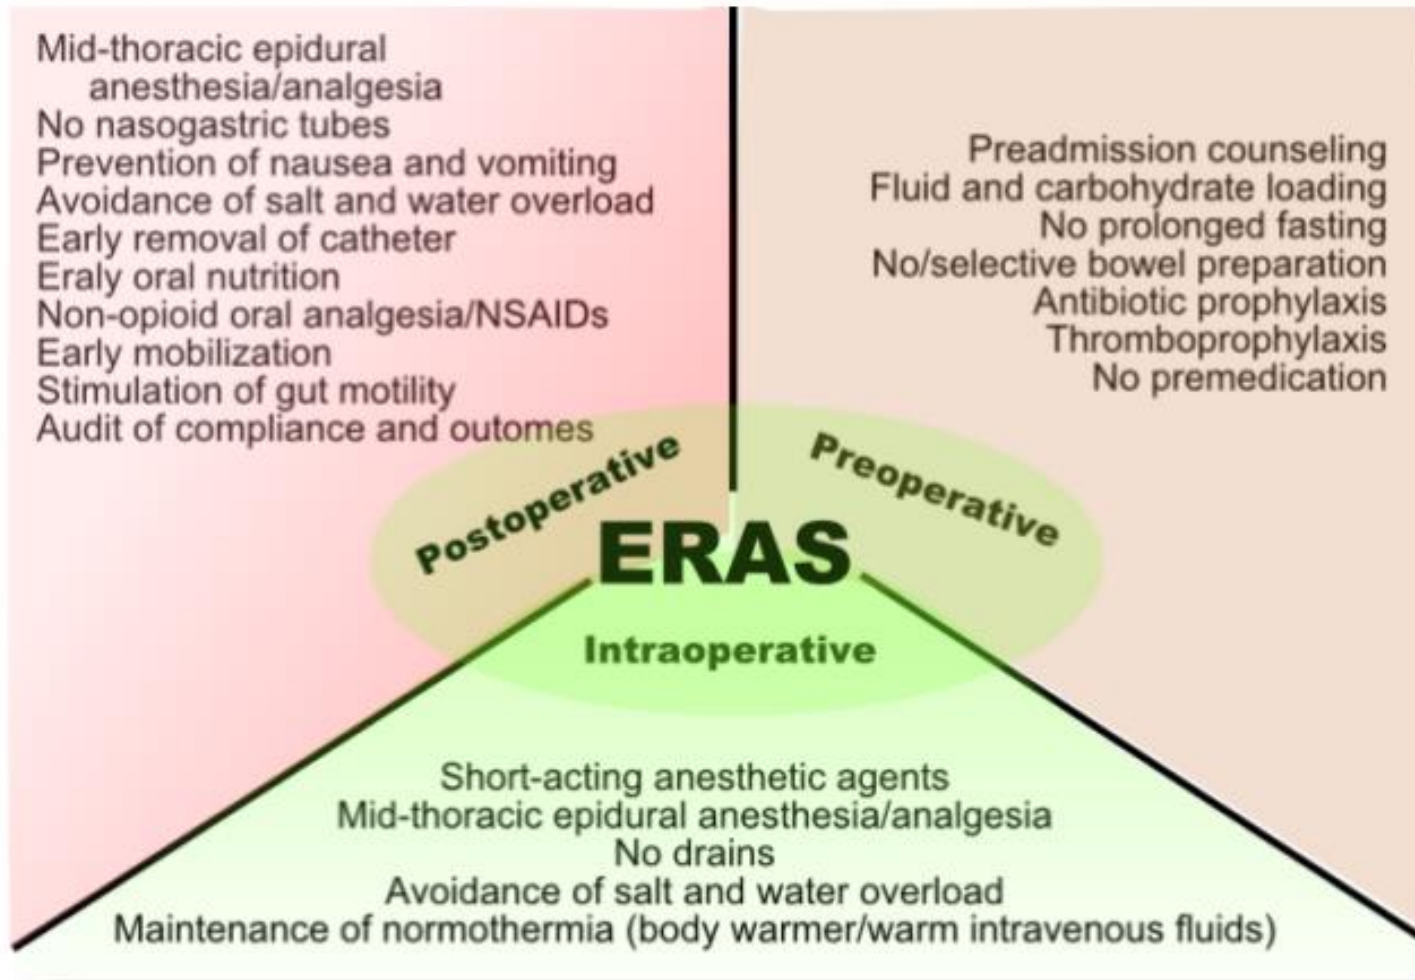 Mid-thoracic epidural
anesthesia/analgesia
No nasogastric tubes
Prevention of nausea and vomiting
Avoidance of salt and water overload
Early removal of catheter
Eraly oral nutrition
Non-opioid oral analgesia/NSAIDs
Early mobilization
Stimulation of gut motility
Audit of compliance and outomes
Preadmission counseling
Fluid and carbohydrate loading
No prolonged fasting
No/selective bowel preparation
Antibiotic prophylaxis
Thromboprophylaxis
No premedication
Postoperative
Preoperative
ERAS
Intraoperative
Short-acting anesthetic agents
Mid-thoracic epidural anesthesia/analgesia
No drains
Avoidance of salt and water overload
Maintenance of normothermia (body warmer/warm intravenous fluids)